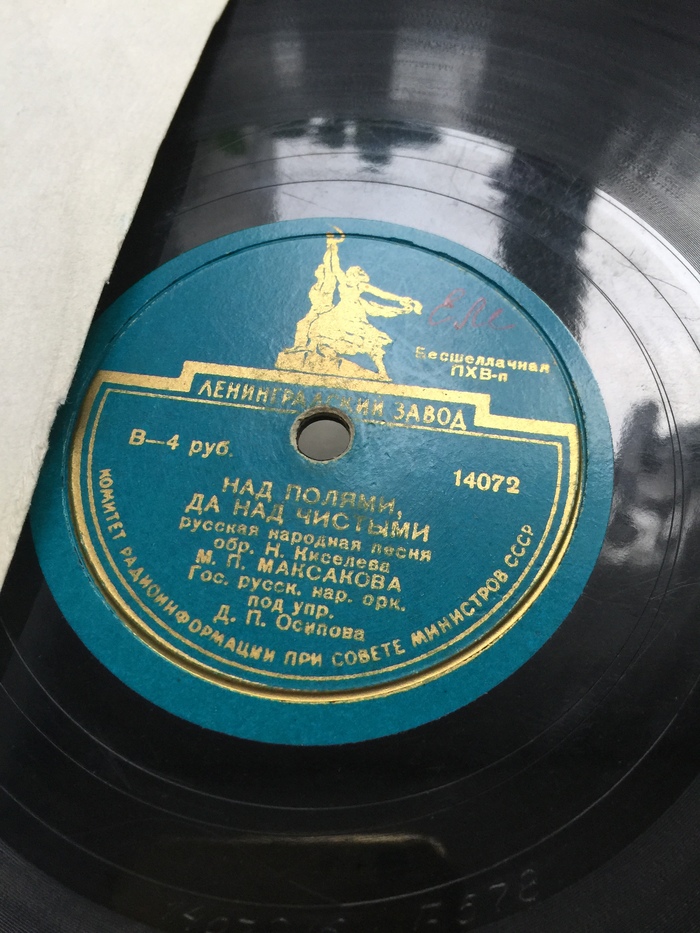 Бесшеллачная
ПХВ-п
ЛЕНИНГРАДСКИЙ ЗАВОД
В—4 руб.
14072
НАД ПОЛЯМИ,
ДА НАД ЧИСТЫМИ
русская народная песня
обр. Н. Киселева
М. П. МАКСАКОВА
Гос. русск. нар. орк.
под упр.
Д. П. Осипова
КОМИТЕТ РАДИОИНФОРМАЦИИ ПРИ СОВЕТЕ МИНИСТРОВ СССР